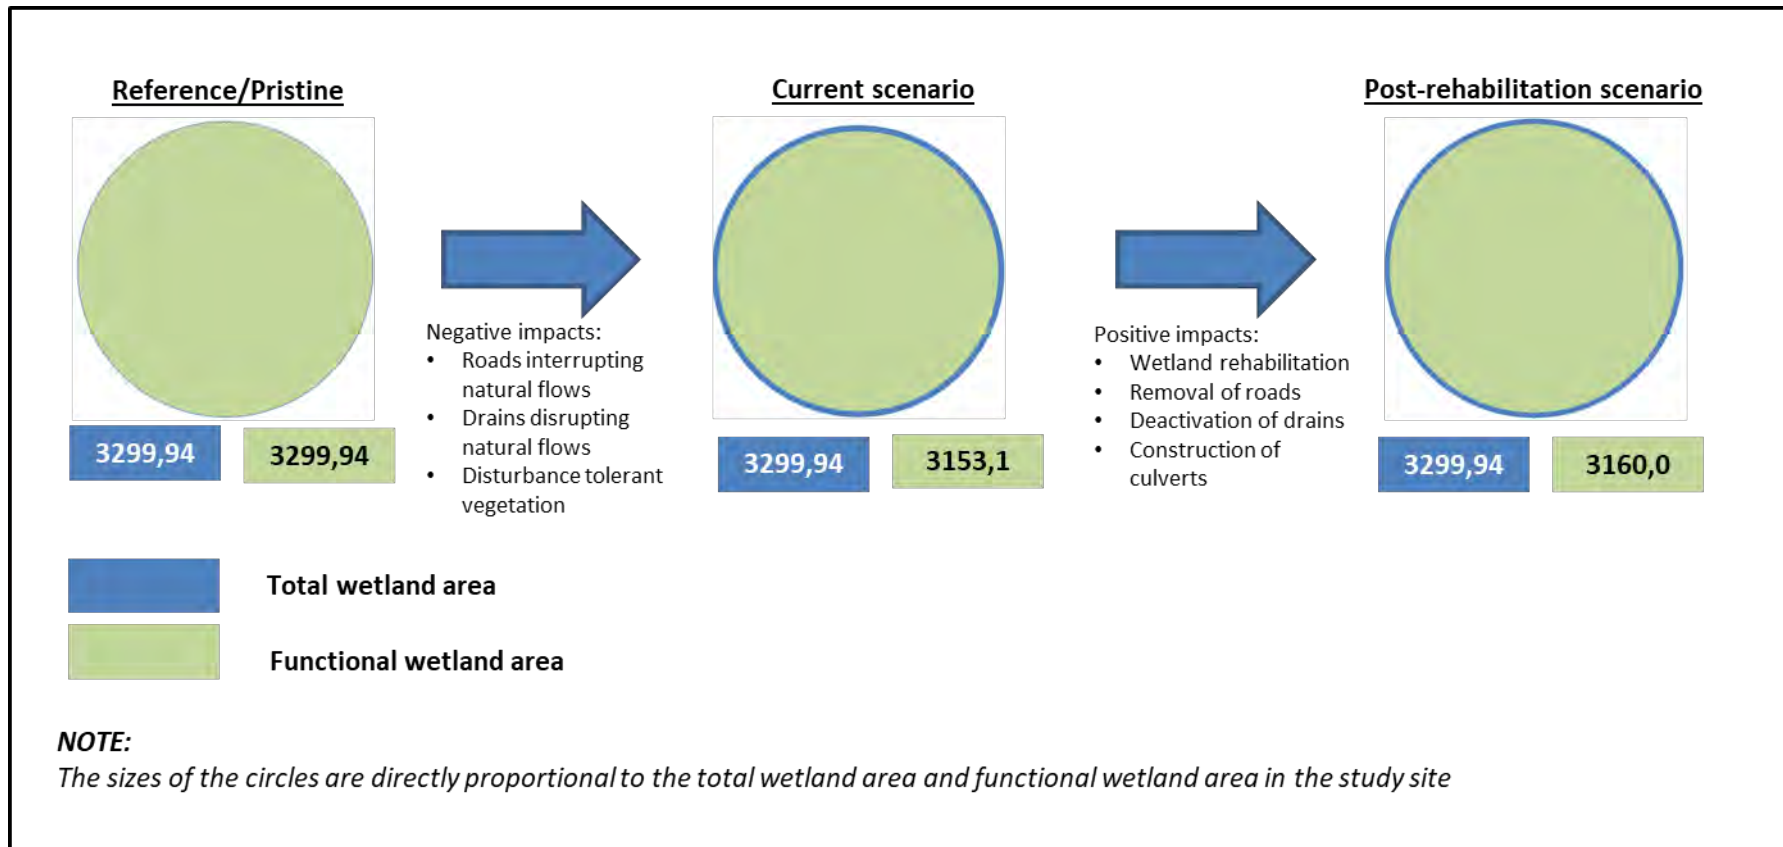 Reference/Pristine
3299,94
3299,94
Negative impacts:
• Roads interrupting
natural flows
• Drains disrupting
natural flows
• Disturbance tolerant
vegetation
Current scenario
3299,94
3153,1
Positive impacts:
• Wetland rehabilitation
• Removal of roads
• Deactivation of drains
• Construction of
culverts
Post-rehabilitation scenario
3299,94
3160,0
Total wetland area
Functional wetland area
NOTE:
The sizes of the circles are directly proportional to the total wetland area and functional wetland area in the study site